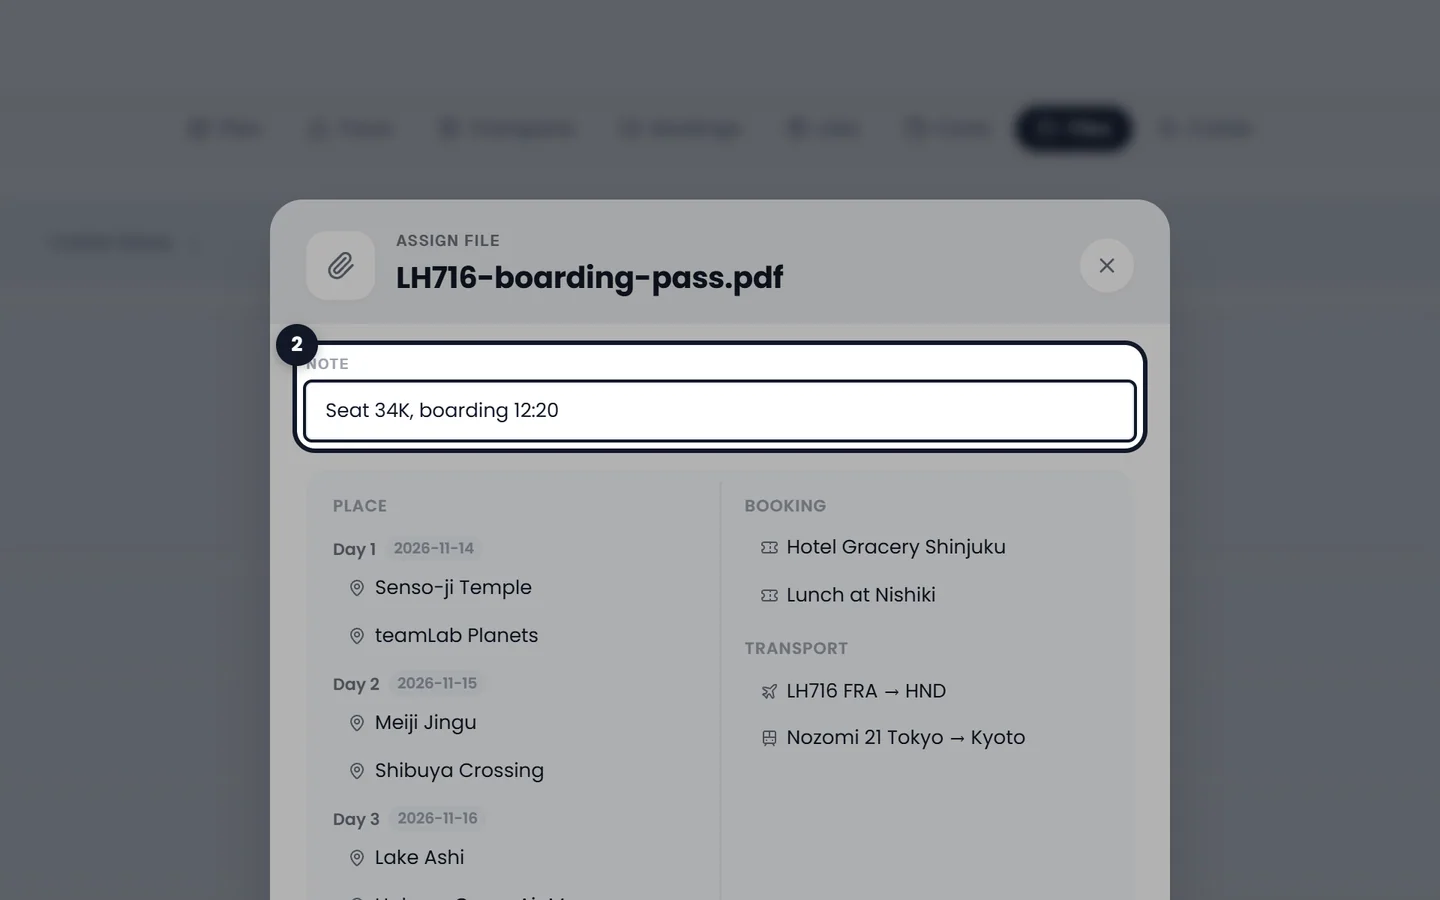 ASSIGN FILE
LH716-boarding-pass.pdf
2
NOTE
Seat 34K, boarding 12:20
PLACE
Day 1 2026-11-14
Senso-ji Temple
teamLab Planets
Day 2 2026-11-15
Meiji Jingu
Shibuya Crossing
Day 3 2026-11-16
Lake Ashi
BOOKING
Hotel Gracery Shinjuku
Lunch at Nishiki
TRANSPORT
LH716 FRA → HND
Nozomi 21 Tokyo → Kyoto